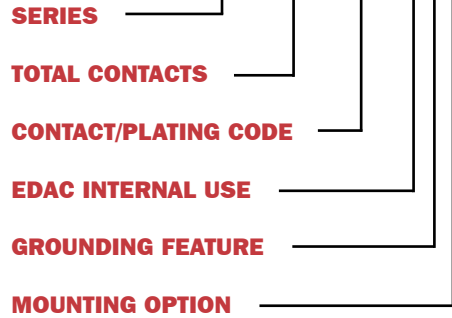 SERIES
TOTAL CONTACTS
CONTACT/PLATING CODE
EDAC INTERNAL USE
GROUNDING FEATURE
MOUNTING OPTION